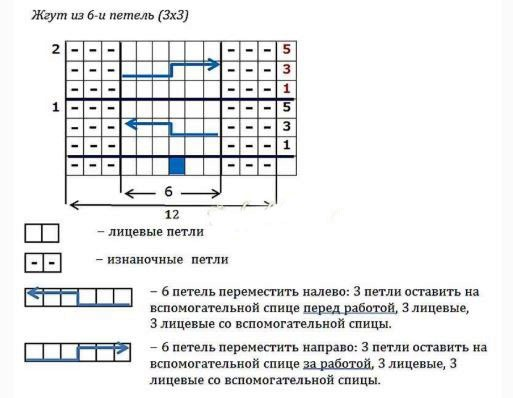 Жгут из 6-и петель (3х3)
2 5
3
1
1 5
3
1
6
12
– лицевые петли
– изнаночные петли
– 6 петель переместить налево: 3 петли оставить на
вспомогательной спице перед работой, 3 лицевые,
3 лицевые со вспомогательной спицы.
– 6 петель переместить направо: 3 петли оставить на
вспомогательной спице за работой, 3 лицевые, 3
лицевые со вспомогательной спицы.